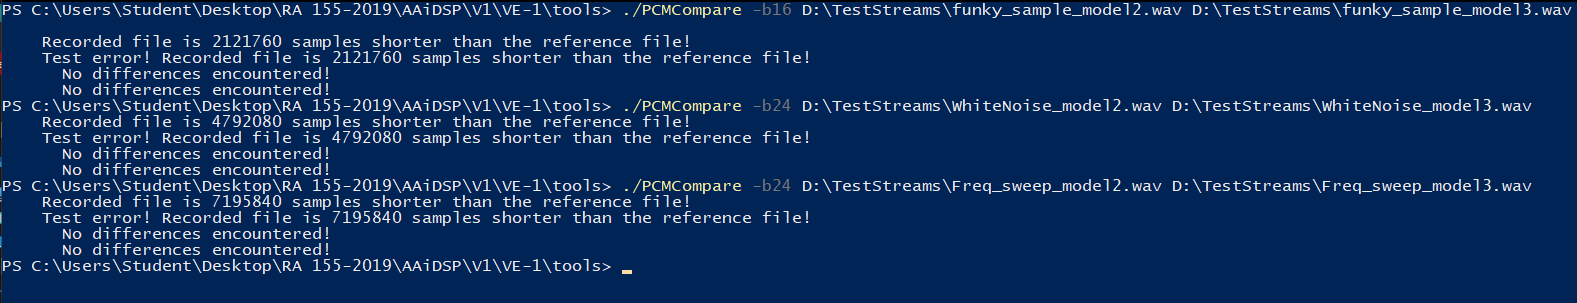 PS C:\Users\Student\Desktop\RA 155-2019\AAiDSP\V1\VE-1\tools> ./PCMCompare -b16 D:\TestStreams\funky_sample_model2.wav D:\TestStreams\funky_sample_model3.wav
Recorded file is 2121760 samples shorter than the reference file!
Test error! Recorded file is 2121760 samples shorter than the reference file!
No differences encountered!
No differences encountered!
PS C:\Users\Student\Desktop\RA 155-2019\AAiDSP\V1\VE-1\tools> ./PCMCompare -b24 D:\TestStreams\WhiteNoise_model2.wav D:\TestStreams\WhiteNoise_model3.wav
Recorded file is 4792080 samples shorter than the reference file!
Test error! Recorded file is 4792080 samples shorter than the reference file!
No differences encountered!
No differences encountered!
PS C:\Users\Student\Desktop\RA 155-2019\AAiDSP\V1\VE-1\tools> ./PCMCompare -b24 D:\TestStreams\Freq_sweep_model2.wav D:\TestStreams\Freq_sweep_model3.wav
Recorded file is 7195840 samples shorter than the reference file!
Test error! Recorded file is 7195840 samples shorter than the reference file!
No differences encountered!
No differences encountered!
PS C:\Users\Student\Desktop\RA 155-2019\AAiDSP\V1\VE-1\tools>